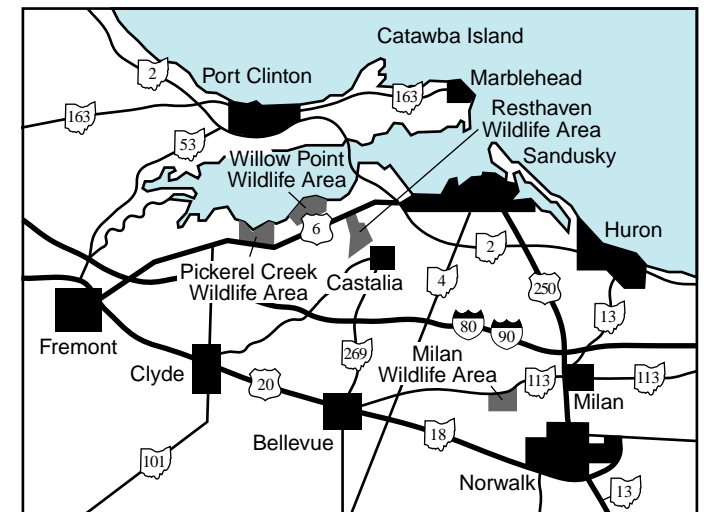 Catawba Island
2
Port Clinton
Marblehead
163
163
Resthaven
Wildlife Area
53
Willow Point
Wildlife Area
Sandusky
6
Huron
2
Pickerel Creek
Wildlife Area
Castalia
4
250
13
80
90
Fremont
269
Milan
Wildlife Area
Clyde
20
113
113
Milan
Bellevue
18
101
Norwalk
13